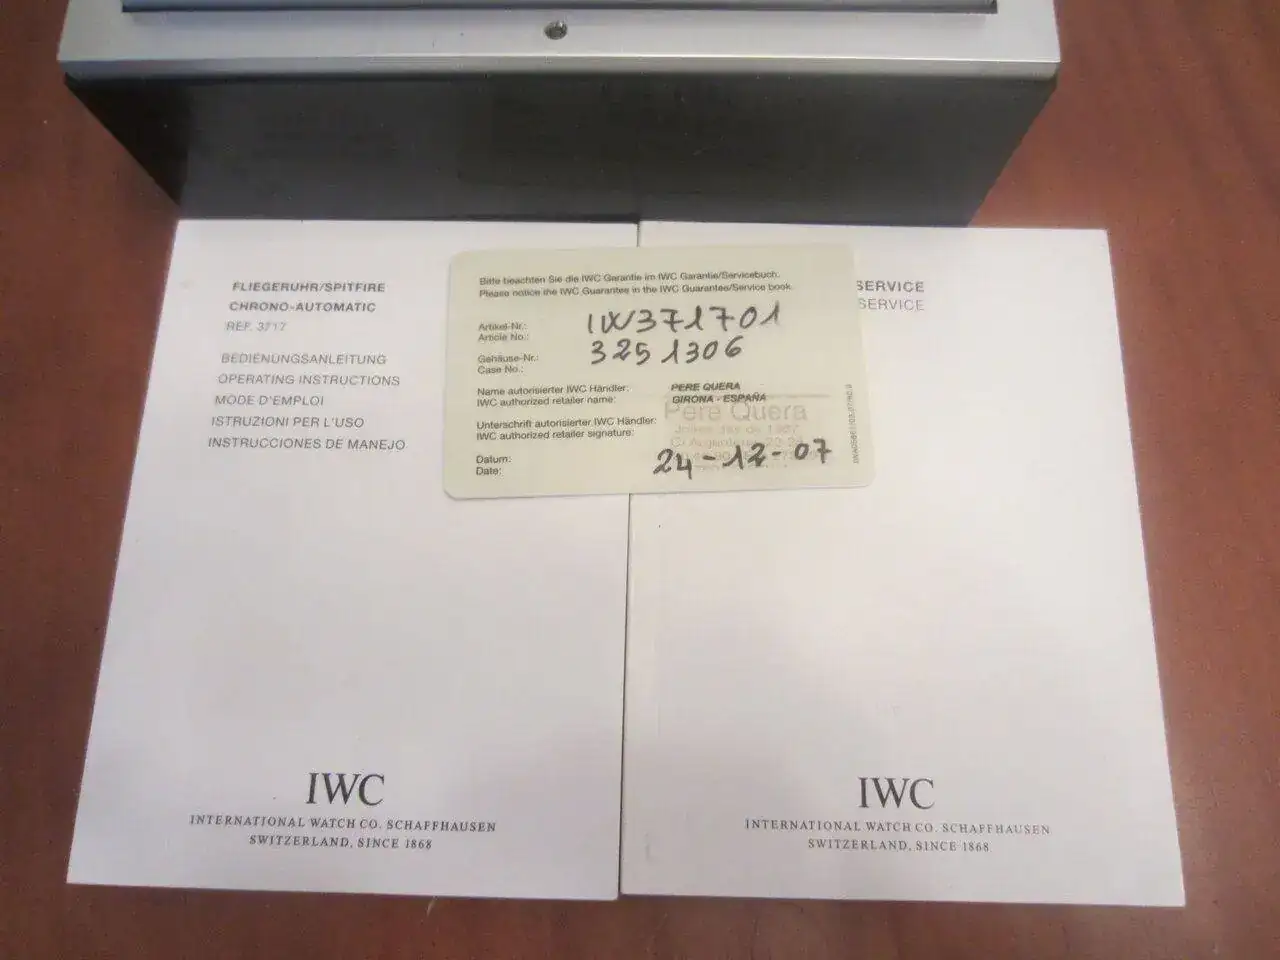 FLIEGERUHR/SPITFIRE
CHRONO-AUTOMATIC
REF. 3717
BEDIENUNGSANLEITUNG
OPERATING INSTRUCTIONS
MODE D'EMPLOI
ISTRUZIONI PER L'USO
INSTRUCCIONES DE MANEJO
IWC
INTERNATIONAL WATCH CO. SCHAFFHAUSEN
SWITZERLAND, SINCE 1868
Bitte beachten Sie die IWC Garantie im IWC Garantie/Servicebuch.
Please notice the IWC Guarantee in the IWC Guarantee/Service book.
Artikel-Nr.: IW371701
Article No.:
Gehäuse-Nr.: 3251306
Case No.:
Name autorisierter IWC Händler: PERE QUERA
IWC authorized retailer name: GIRONA - ESPAÑA
Unterschrift autorisierter IWC Händler: Pere Quera
IWC authorized retailer signature:
Datum: 24-12-07
Date:
SERVICE
SERVICE
IWC
INTERNATIONAL WATCH CO. SCHAFFHAUSEN
SWITZERLAND, SINCE 1868